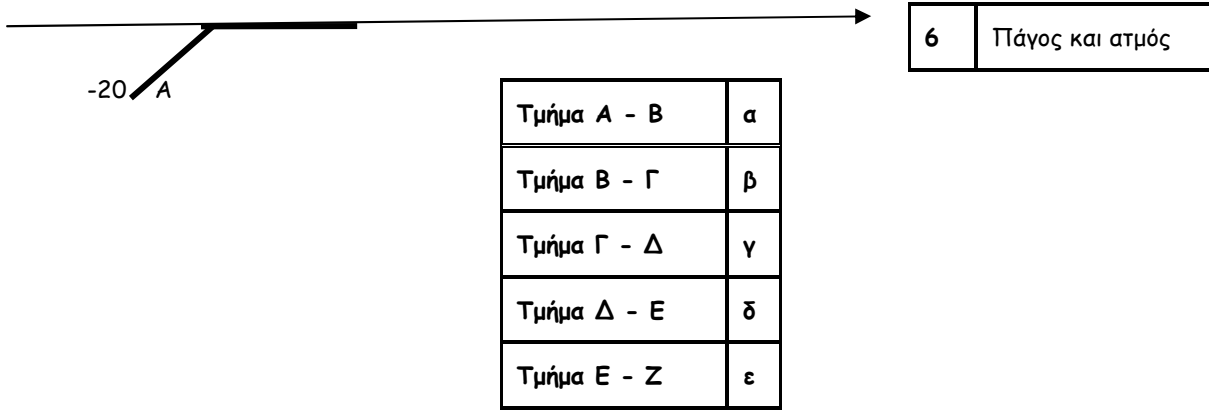 6 Πάγος και ατμός
-20 Α
Τμήμα Α - Β α
Τμήμα Β - Γ β
Τμήμα Γ - Δ γ
Τμήμα Δ - Ε δ
Τμήμα Ε - Ζ ε